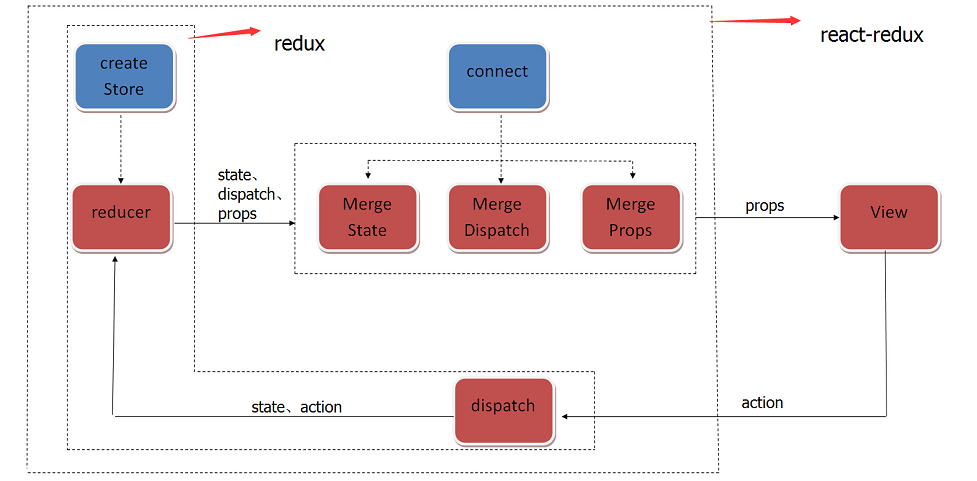 redux
react-redux
create
Store
connect
state、
dispatch、
props
reducer
Merge
State
Merge
Dispatch
Merge
Props
props
View
state、action
dispatch
action